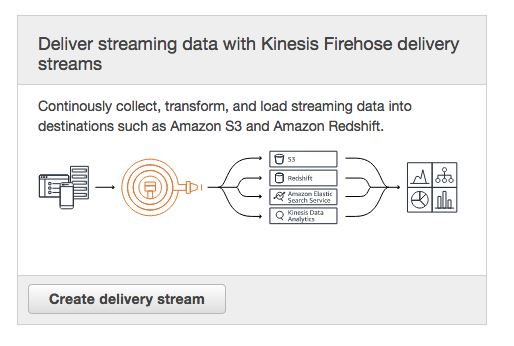 Deliver streaming data with Kinesis Firehose delivery
streams
Continously collect, transform, and load streaming data into
destinations such as Amazon S3 and Amazon Redshift.
S3
Redshift
Amazon Elastic
Search Service
Kinesis Data
Analytics
Create delivery stream